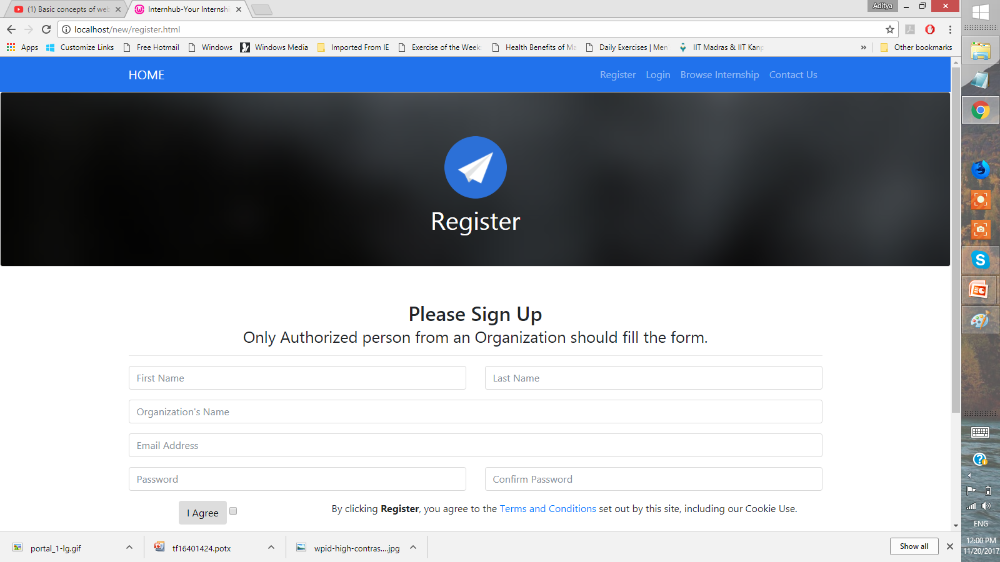 (1) Basic concepts of web
Internhub-Your Internshi
Aditya
localhost/new/register.html
Apps
Customize Links
Free Hotmail
Windows
Windows Media
Imported From IE
Exercise of the Week
Health Benefits of Ma
Daily Exercises | Men
IIT Madras & IIT Kanp
»
Other bookmarks
HOME
Register
Login
Browse Internship
Contact Us
Register
Please Sign Up
Only Authorized person from an Organization should fill the form.
First Name
Last Name
Organization's Name
Email Address
Password
Confirm Password
I Agree
By clicking Register, you agree to the Terms and Conditions set out by this site, including our Cookie Use.
portal_1-lg.gif
tf16401424.potx
wpid-high-contras....jpg
Show all
ENG
12:00 PM
11/20/2017